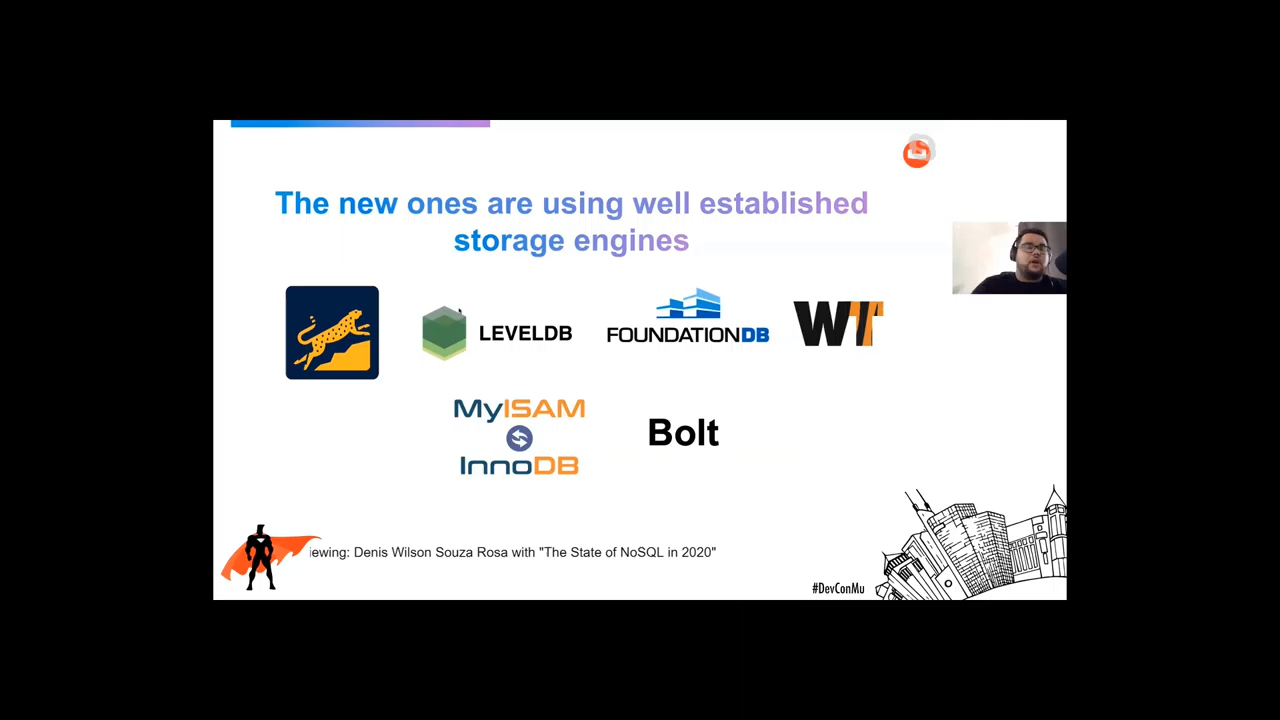 The new ones are using well established
storage engines
LEVELDB
FOUNDATIONDB
WT
MyISAM
InnoDB
Bolt
iewing: Denis Wilson Souza Rosa with "The State of NoSQL in 2020"
#DevConMu